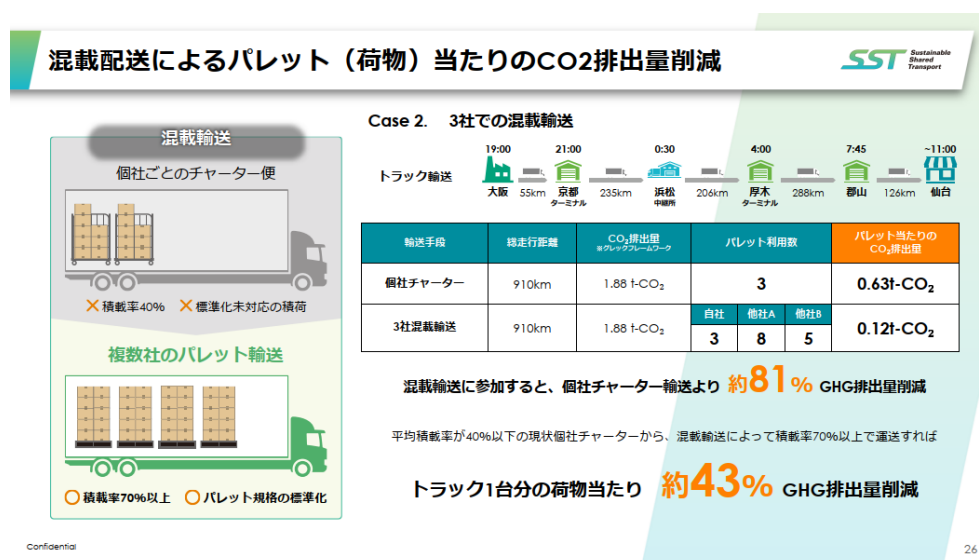 混載配送によるパレット（荷物）当たりのCO2排出量削減
SST Sustainable
Shared
Transport
混載輸送
個社ごとのチャーター便
×積載率40% ×標準化未対応の積荷
複数社のパレット輸送
○積載率70%以上 ○パレット規格の標準化
Case 2. 3社での混載輸送
19:00 21:00 0:30 4:00 7:45 ~11:00
トラック輸送
大阪 55km 京都 235km 浜松 206km 厚木 288km 郡山 126km 仙台
ターミナル 中継所 ターミナル
輸送手段 総走行距離 CO₂排出量 パレット利用数 パレット当たりの
※グレックフレームワーク CO₂排出量
個社チャーター 910km 1.88 t-CO₂ 3 0.63t-CO₂
3社混載輸送 910km 1.88 t-CO₂ 自社 他社A 他社B 0.12t-CO₂
3 8 5
混載輸送に参加すると、個社チャーター輸送より 約81% GHG排出量削減
平均積載率が40%以下の現状個社チャーターから、混載輸送によって積載率70%以上で運送すれば
トラック1台分の荷物当たり 約43% GHG排出量削減
Confidential
26